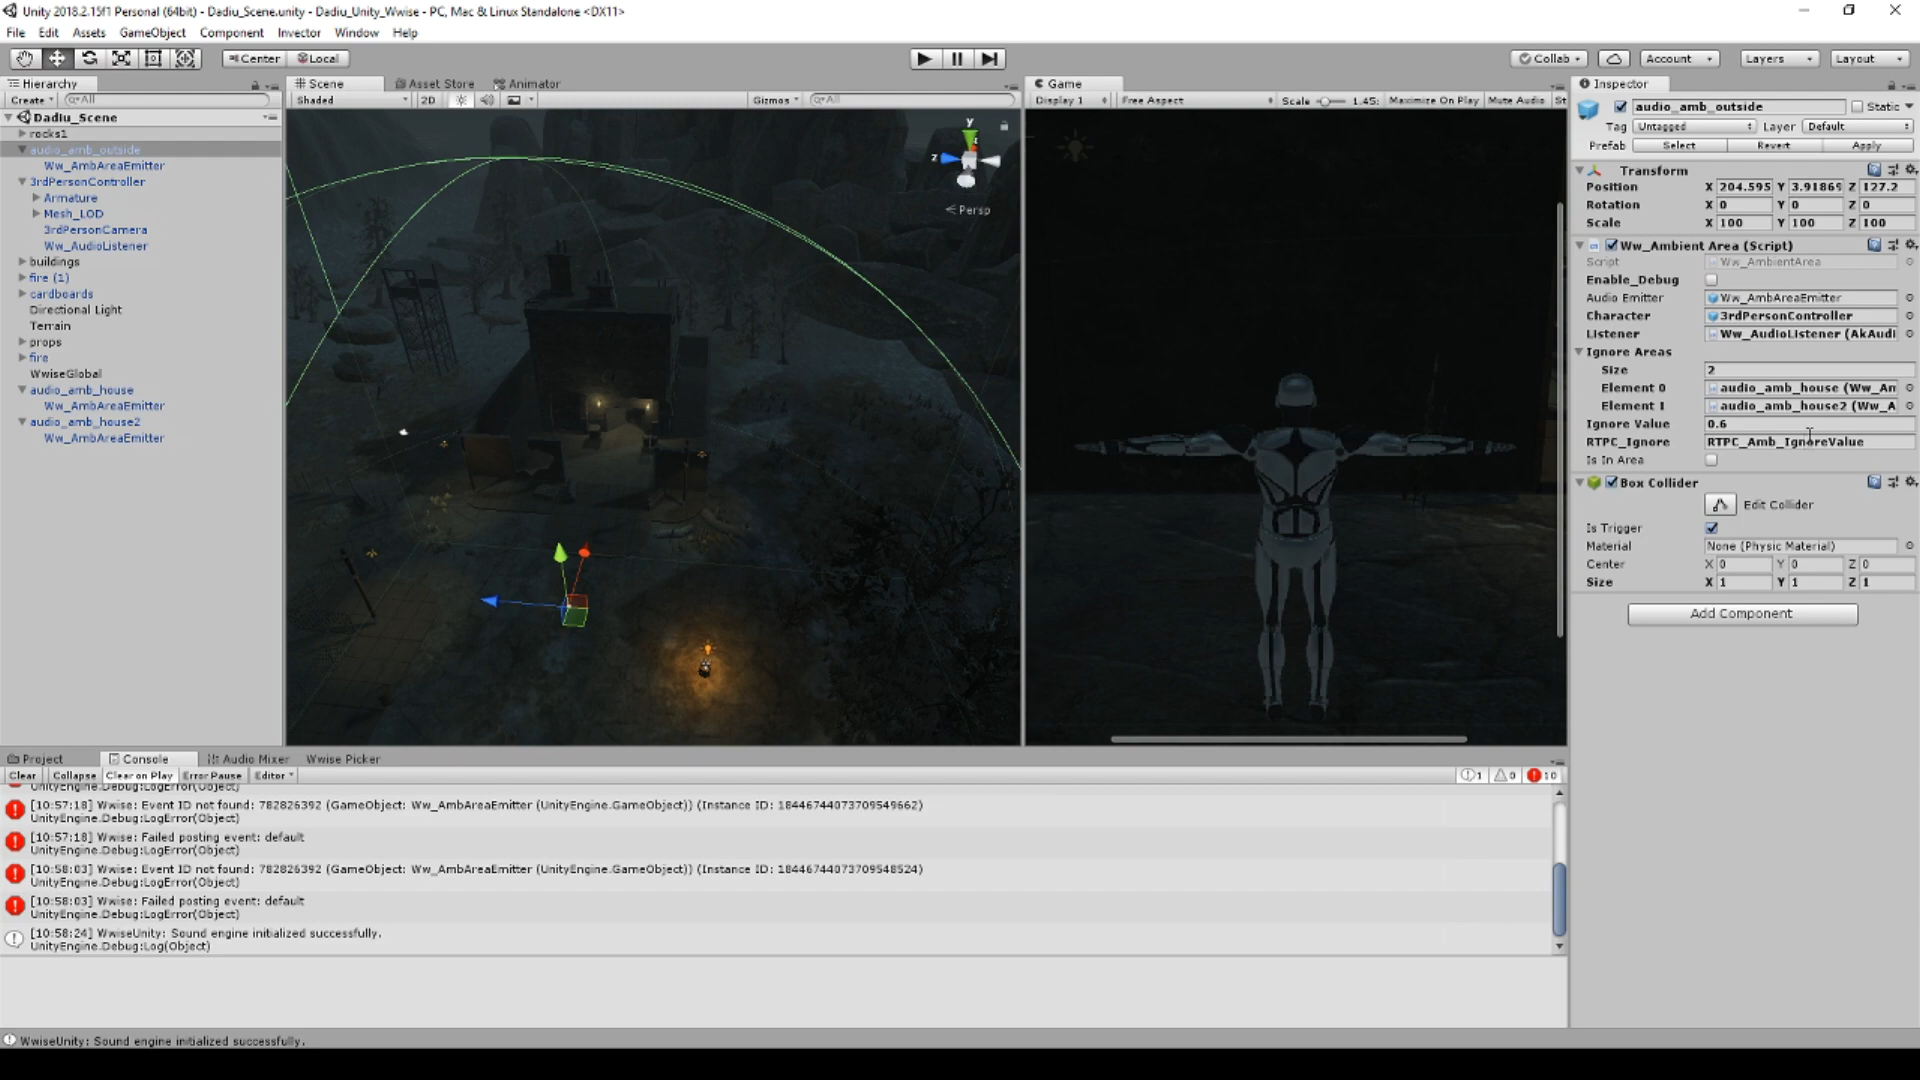 Unity 2018.2.15f1 Personal (64bit) - Dadiu_Scene.unity - Dadiu_Unity_Wwise - PC, Mac & Linux Standalone <DX11>
File Edit Assets GameObject Component Invector Window Help
Center Local Collab Account Layers Layout
Hierarchy
Create All
Dadiu_Scene
rocks1
audio_amb_outside
Ww_AmbAreaEmitter
3rdPersonController
Armature
Mesh_LOD
3rdPersonCamera
Ww_AudioListener
buildings
fire (1)
cardboards
Directional Light
Terrain
props
fire
WwiseGlobal
audio_amb_house
Ww_AmbAreaEmitter
audio_amb_house2
Ww_AmbAreaEmitter
Scene Asset Store Animator
Shaded 2D Gizmos All
y
z
Persp
Game
Display 1 Free Aspect Scale 1.45: Maximize On Play Mute Audio St
Inspector
audio_amb_outside Static
Tag Untagged Layer Default
Prefab Select Revert Apply
Transform
Position X 204.595 Y 3.91869 Z 127.2
Rotation X 0 Y 0 Z 0
Scale X 100 Y 100 Z 100
Ww_Ambient Area (Script)
Script Ww_AmbientArea
Enable_Debug
Audio Emitter Ww_AmbAreaEmitter
Character 3rdPersonController
Listener Ww_AudioListener (AkAudi
Ignore Areas
Size 2
Element 0 audio_amb_house (Ww_An
Element 1 audio_amb_house2 (Ww_A
Ignore Value 0.6
RTPC_Ignore RTPC_Amb_IgnoreValue
Is In Area
Box Collider
Edit Collider
Is Trigger
Material None (Physic Material)
Center X 0 Y 0 Z 0
Size X 1 Y 1 Z 1
Add Component
Project Console Audio Mixer Wwise Picker
Clear Collapse Clear on Play Error Pause Editor 1 0 10
UnityEngine.Debug:LogError(Object)
[10:57:18] Wwise: Event ID not found: 782826392 (GameObject: Ww_AmbAreaEmitter (UnityEngine.GameObject)) (Instance ID: 18446744073709549662)
UnityEngine.Debug:LogError(Object)
[10:57:18] Wwise: Failed posting event: default
UnityEngine.Debug:LogError(Object)
[10:58:03] Wwise: Event ID not found: 782826392 (GameObject: Ww_AmbAreaEmitter (UnityEngine.GameObject)) (Instance ID: 18446744073709548524)
UnityEngine.Debug:LogError(Object)
[10:58:03] Wwise: Failed posting event: default
UnityEngine.Debug:LogError(Object)
[10:58:24] WwiseUnity: Sound engine initialized successfully.
UnityEngine.Debug:Log(Object)
WwiseUnity: Sound engine initialized successfully.